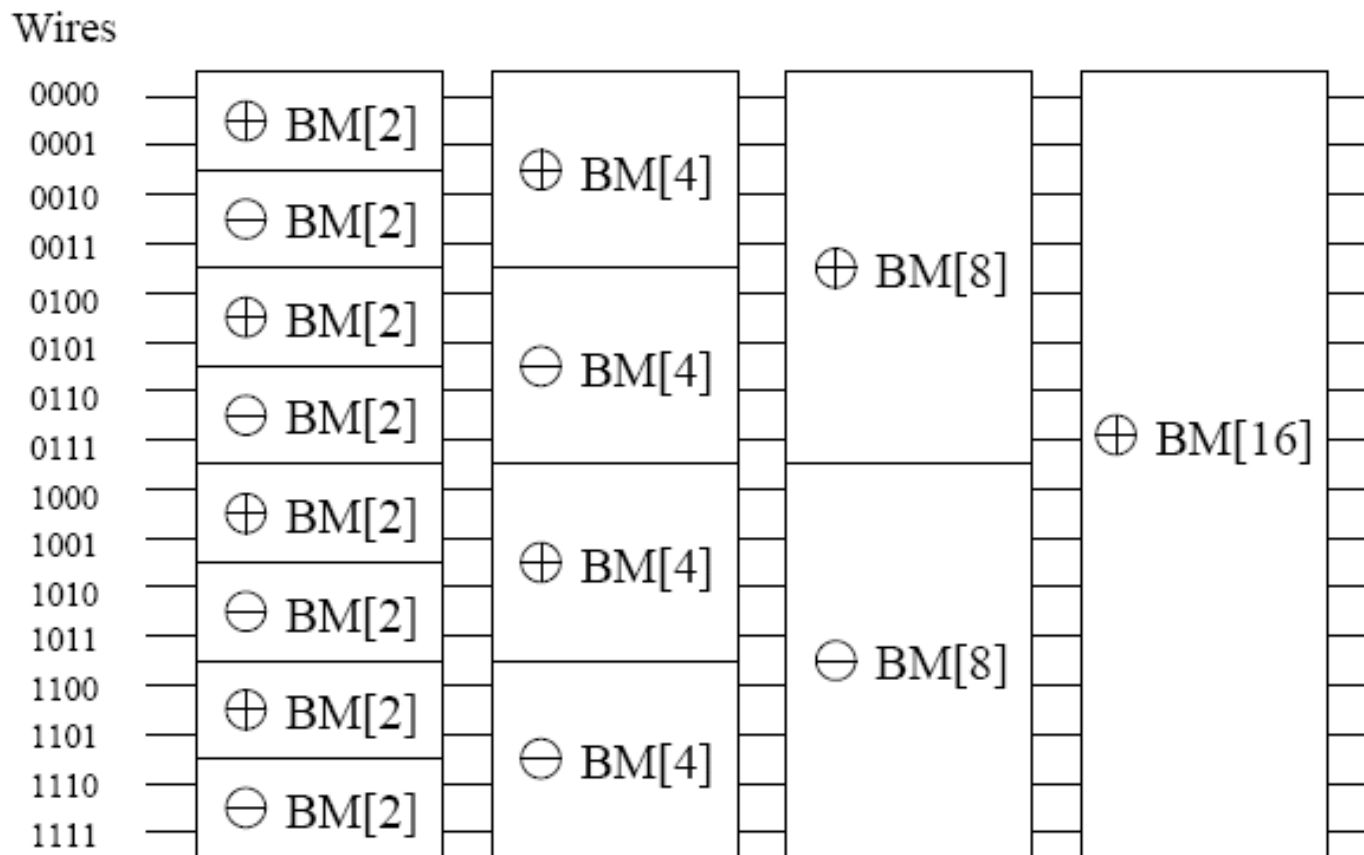 Wires
0000
0001
0010
0011
0100
0101
0110
0111
1000
1001
1010
1011
1100
1101
1110
1111
⊕ BM[2]
⊖ BM[2]
⊕ BM[2]
⊖ BM[2]
⊕ BM[2]
⊖ BM[2]
⊕ BM[2]
⊖ BM[2]
⊕ BM[4]
⊖ BM[4]
⊕ BM[4]
⊖ BM[4]
⊕ BM[8]
⊖ BM[8]
⊕ BM[16]